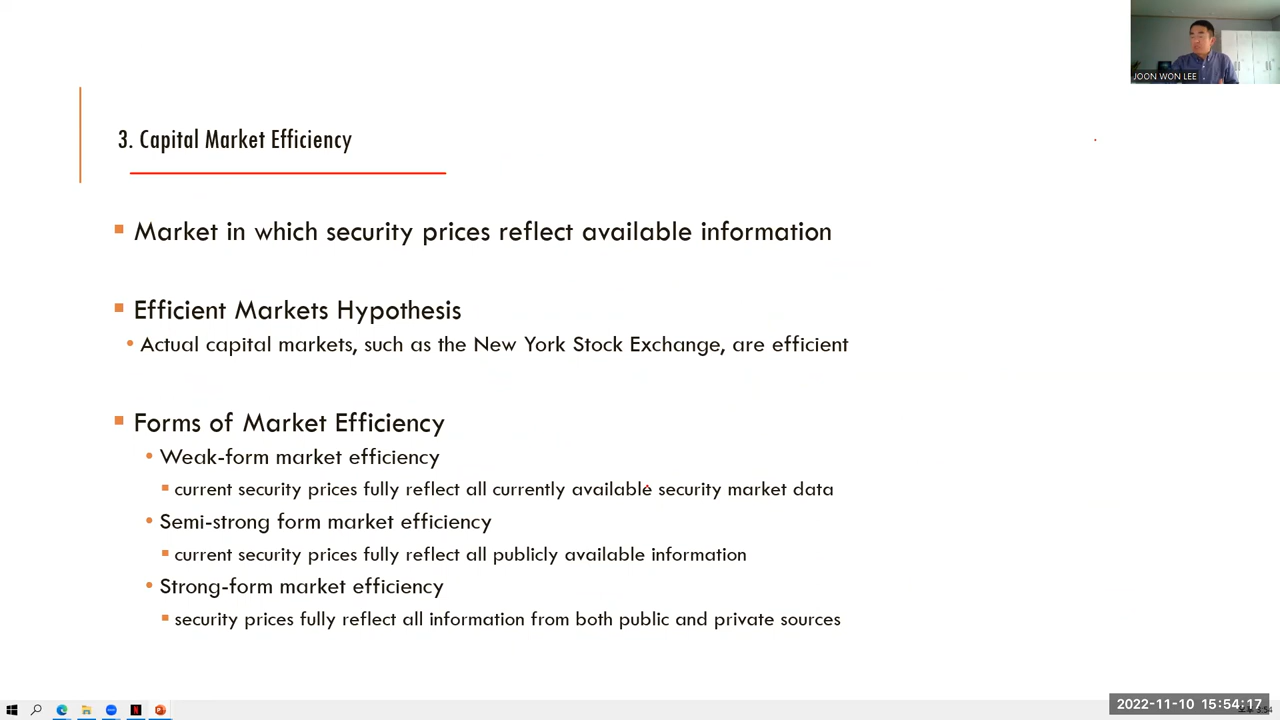 JOON WON LEE
3. Capital Market Efficiency
Market in which security prices reflect available information
Efficient Markets Hypothesis
Actual capital markets, such as the New York Stock Exchange, are efficient
Forms of Market Efficiency
Weak-form market efficiency
current security prices fully reflect all currently available security market data
Semi-strong form market efficiency
current security prices fully reflect all publicly available information
Strong-form market efficiency
security prices fully reflect all information from both public and private sources
2022-11-10 15:54:17